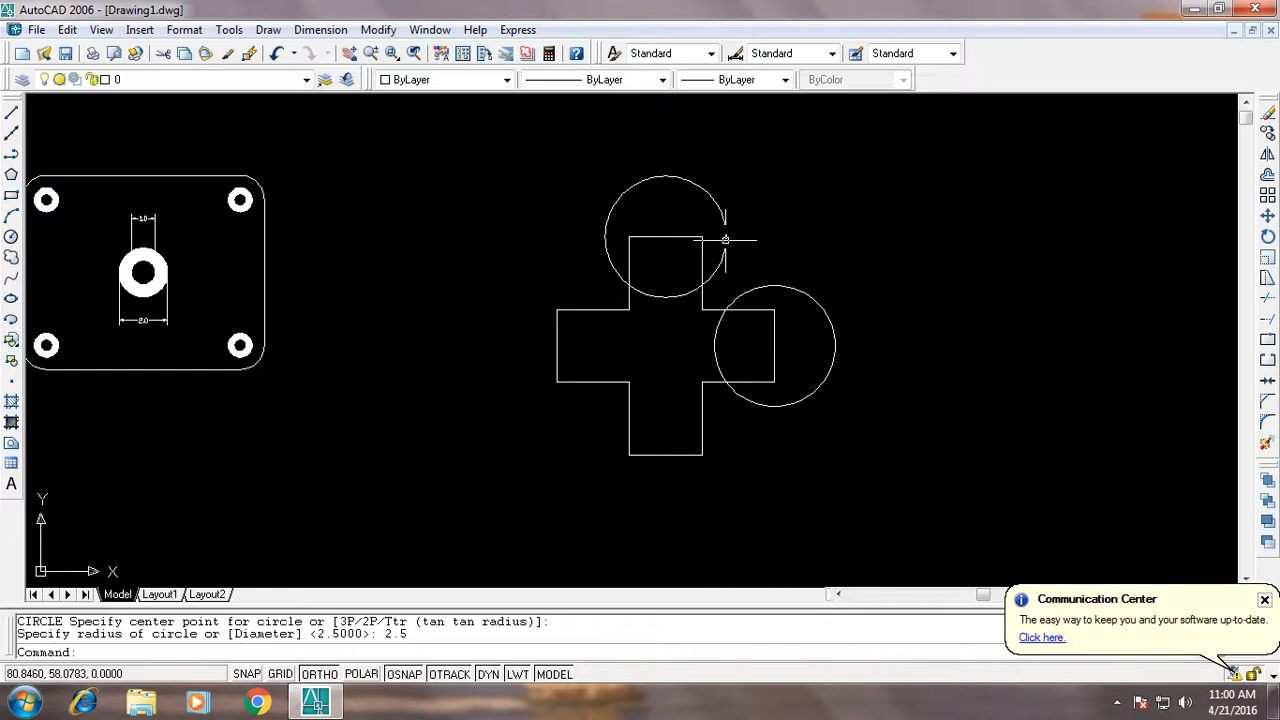 AutoCAD 2006 - [Drawing1.dwg]
File Edit View Insert Format Tools Draw Dimension Modify Window Help Express
Standard Standard Standard
0 ByLayer ByLayer ByLayer ByColor
1.0
2.0
Y
X
Model Layout1 Layout2
CIRCLE Specify center point for circle or [3P/2P/Ttr (tan tan radius)]:
Specify radius of circle or [Diameter] <2.5000>: 2.5
Command:
Communication Center
The easy way to keep you and your software up-to-date.
Click here.
80.8460, 58.0783, 0.0000 SNAP GRID ORTHO POLAR OSNAP OTRACK DYN LWT MODEL
11:00 AM
4/21/2016